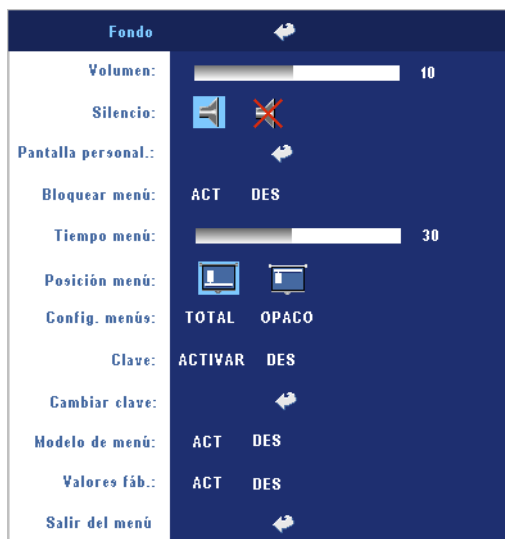 Fondo
Volumen: 10
Silencio:
Pantalla personal.:
Bloquear menú: ACT DES
Tiempo menú: 30
Posición menú:
Config. menús: TOTAL OPACO
Clave: ACTIVAR DES
Cambiar clave:
Modelo de menú: ACT DES
Valores fáb.: ACT DES
Salir del menú